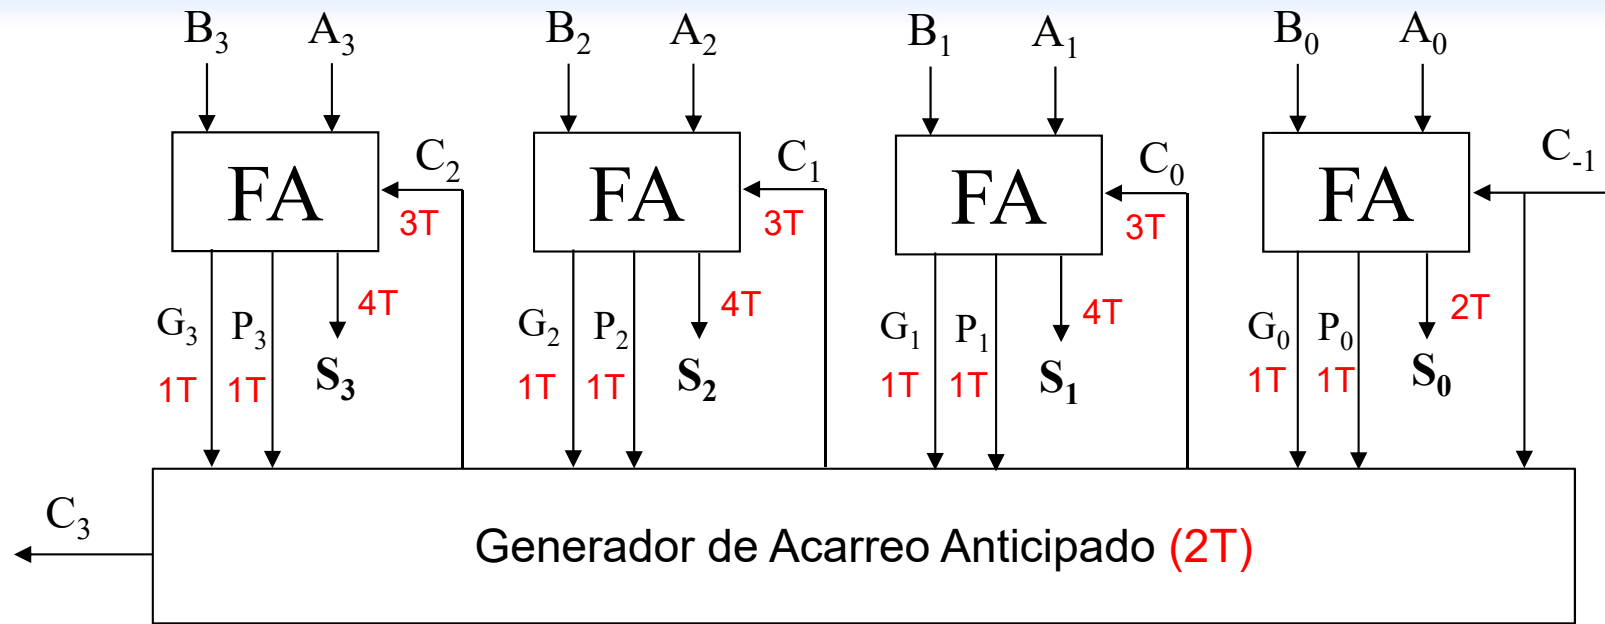 B₃ A₃ B₂ A₂ B₁ A₁ B₀ A₀
C₂ C₁ C₀ C₋₁
FA FA FA FA
3T 3T 3T
4T 4T 4T 2T
G₃ P₃ G₂ P₂ G₁ P₁ G₀ P₀
1T 1T S₃ 1T 1T S₂ 1T 1T S₁ 1T 1T S₀
C₃
Generador de Acarreo Anticipado (2T)